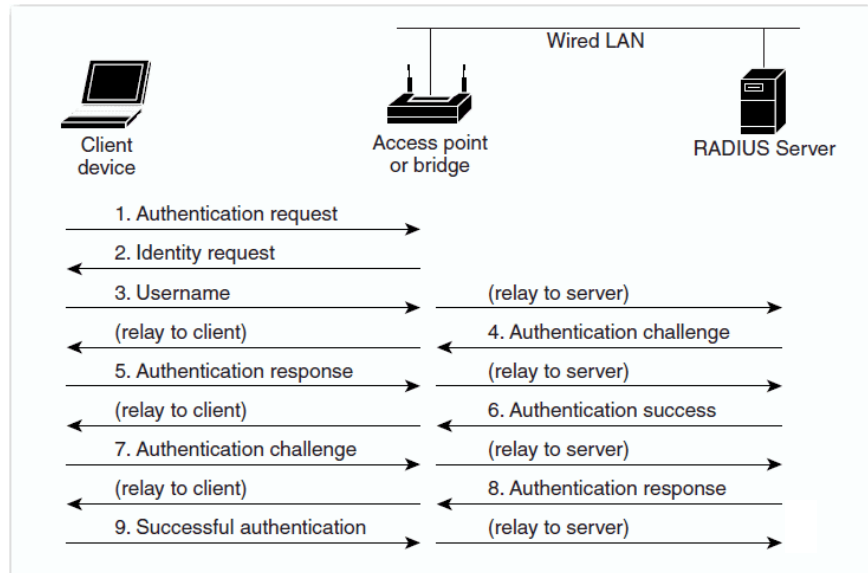 Wired LAN
Client
device
Access point
or bridge
RADIUS Server
1. Authentication request
2. Identity request
3. Username
(relay to server)
(relay to client)
4. Authentication challenge
5. Authentication response
(relay to server)
(relay to client)
6. Authentication success
7. Authentication challenge
(relay to server)
(relay to client)
8. Authentication response
9. Successful authentication
(relay to server)